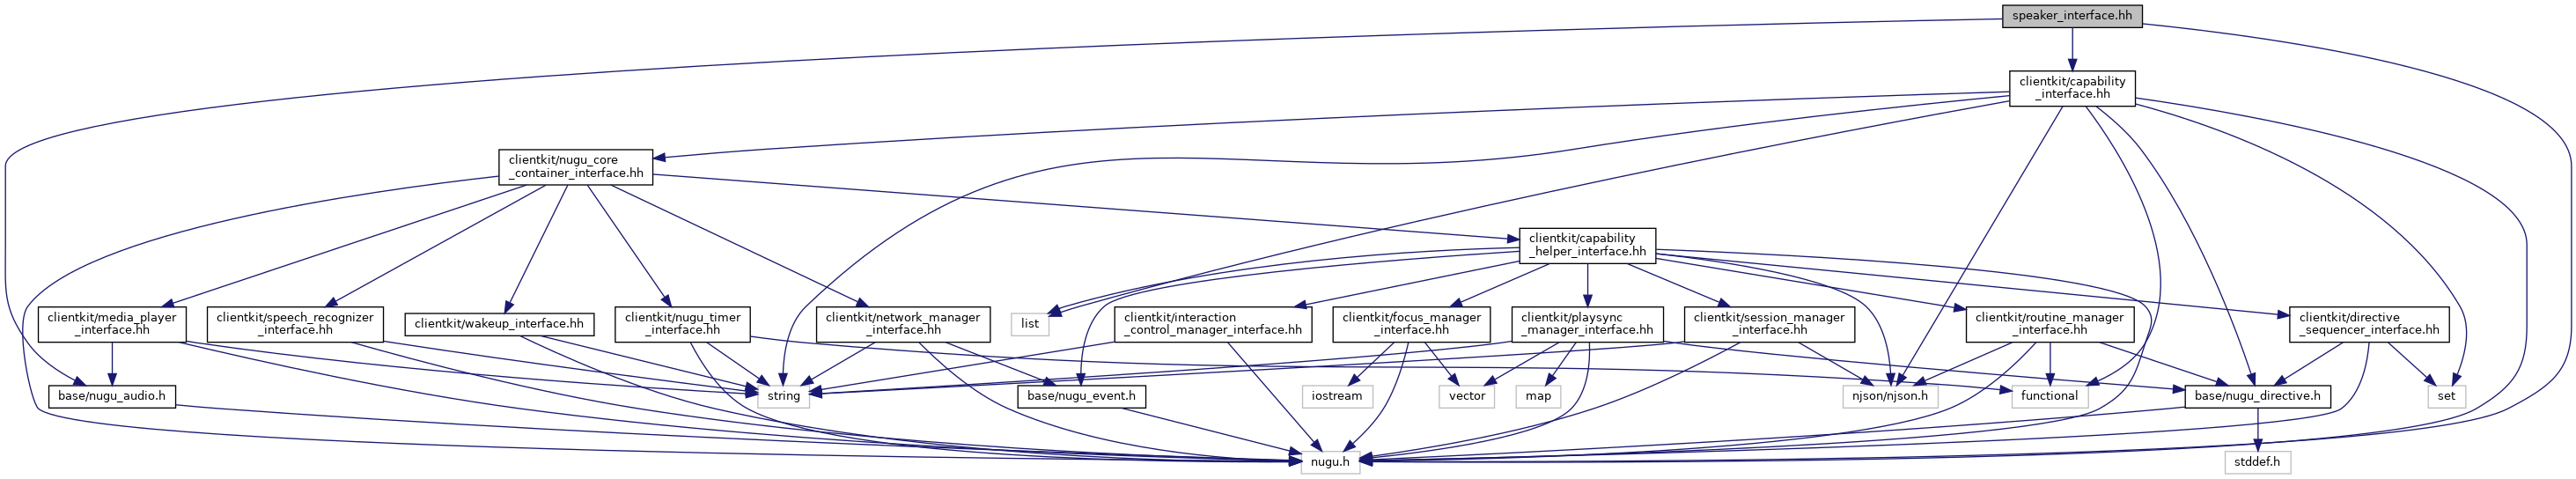 speaker_interface.hh
clientkit/capability
_interface.hh
clientkit/nugu_core
_container_interface.hh
clientkit/capability
_helper_interface.hh
clientkit/media_player
_interface.hh
clientkit/speech_recognizer
_interface.hh
clientkit/wakeup_interface.hh
clientkit/nugu_timer
_interface.hh
clientkit/network_manager
_interface.hh
list
clientkit/interaction
_control_manager_interface.hh
clientkit/focus_manager
_interface.hh
clientkit/playsync
_manager_interface.hh
clientkit/session_manager
_interface.hh
clientkit/routine_manager
_interface.hh
clientkit/directive
_sequencer_interface.hh
base/nugu_audio.h
string
base/nugu_event.h
iostream
vector
map
njson/njson.h
functional
base/nugu_directive.h
set
nugu.h
stddef.h